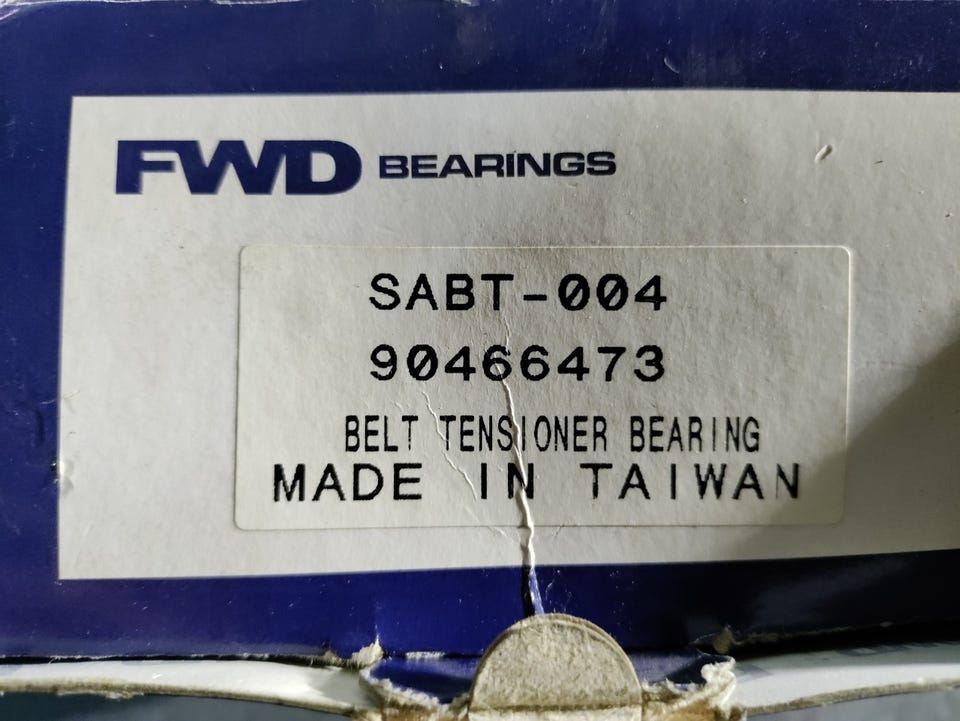 FWD BEARINGS
SABT-004
90466473
BELT TENSIONER BEARING
MADE IN TAIWAN